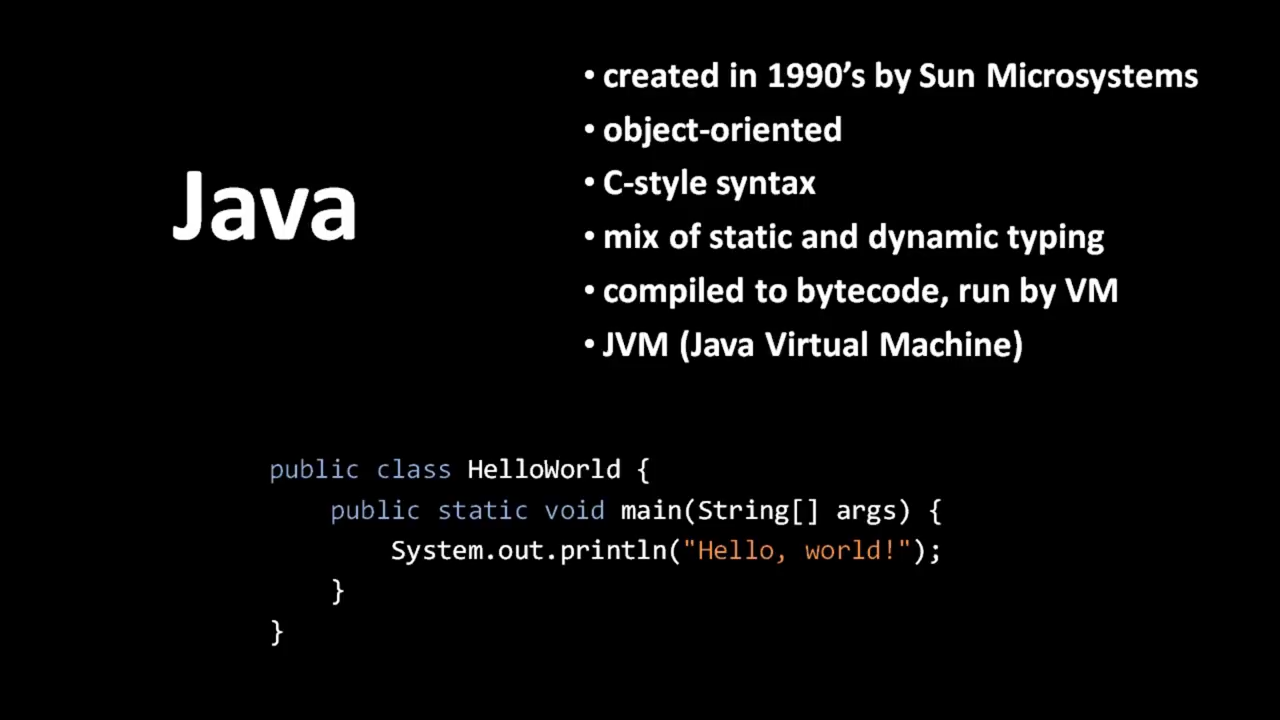 Java
• created in 1990’s by Sun Microsystems
• object-oriented
• C-style syntax
• mix of static and dynamic typing
• compiled to bytecode, run by VM
• JVM (Java Virtual Machine)
public class HelloWorld {
    public static void main(String[] args) {
        System.out.println("Hello, world!");
    }
}